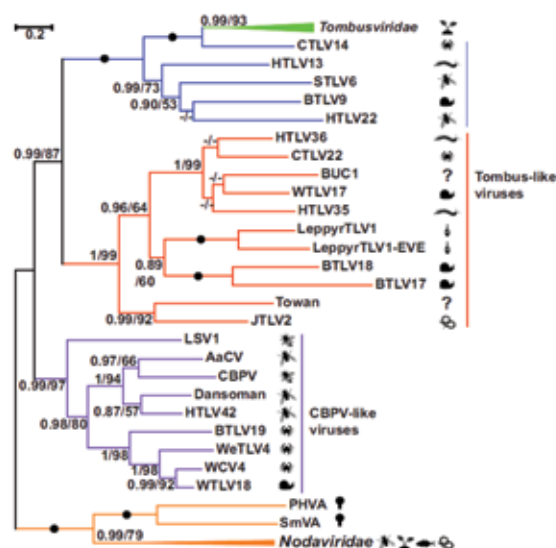 0.99/93
Tombusviridae
0.2
CTLV14
HTLV13
0.99/73
STLV6
0.90/53
BTLV9
-/-
HTLV22
0.99/87
-/-
HTLV36
1/99
CTLV22
-/-
BUC1
?
Tombus-like
viruses
WTLV17
0.96/64
-/-
HTLV35
LeppyrTLV1
1/99
0.89
/60
LeppyrTLV1-EVE
BTLV18
BTLV17
Towan
?
0.99/92
JTLV2
LSV1
0.97/66
AaCV
0.99/97
1/94
CBPV
0.87/57
Dansoman
CBPV-like
viruses
0.98/80
HTLV42
BTLV19
1/98
WeTLV4
1/98
WCV4
0.99/92
WTLV18
PHVA
SmVA
0.99/79
Nodaviridae